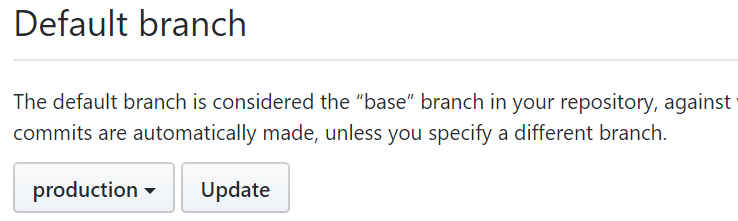 Default branch
The default branch is considered the “base” branch in your repository, against
commits are automatically made, unless you specify a different branch.
production Update